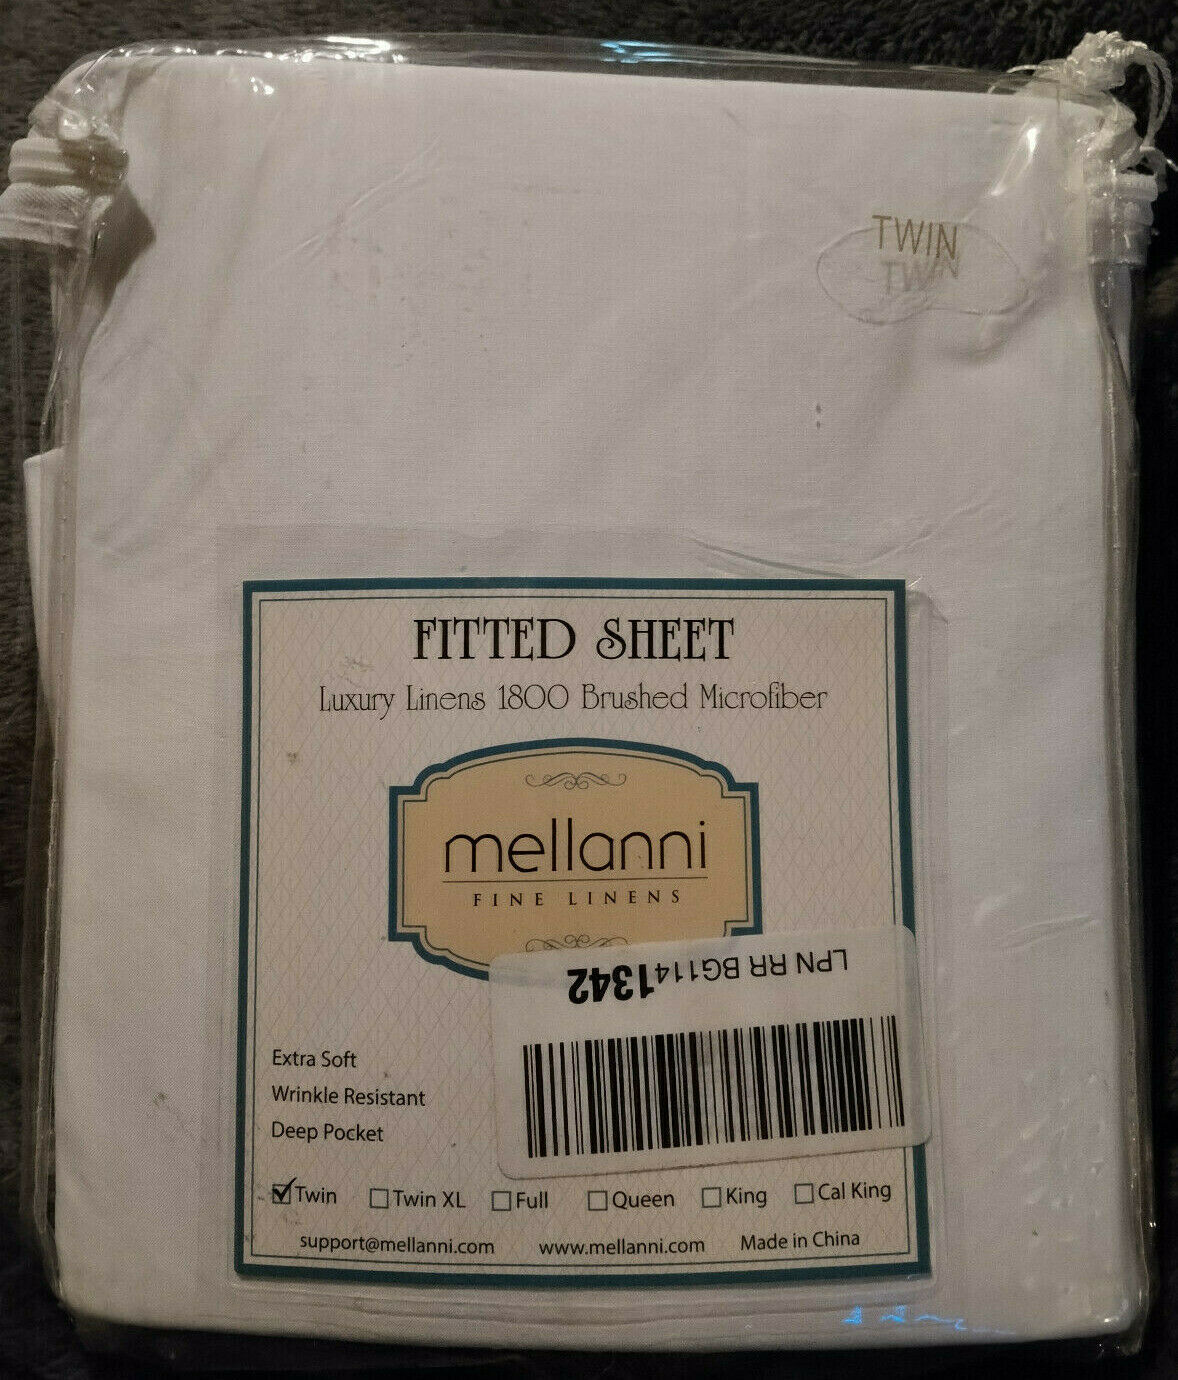 TWIN
TWIN
FITTED SHEET
Luxury Linens 1800 Brushed Microfiber
mellanni
FINE LINENS
LPN RR BG1141342
Extra Soft
Wrinkle Resistant
Deep Pocket
Twin Twin XL Full Queen King Cal King
support@mellanni.com www.mellanni.com Made in China